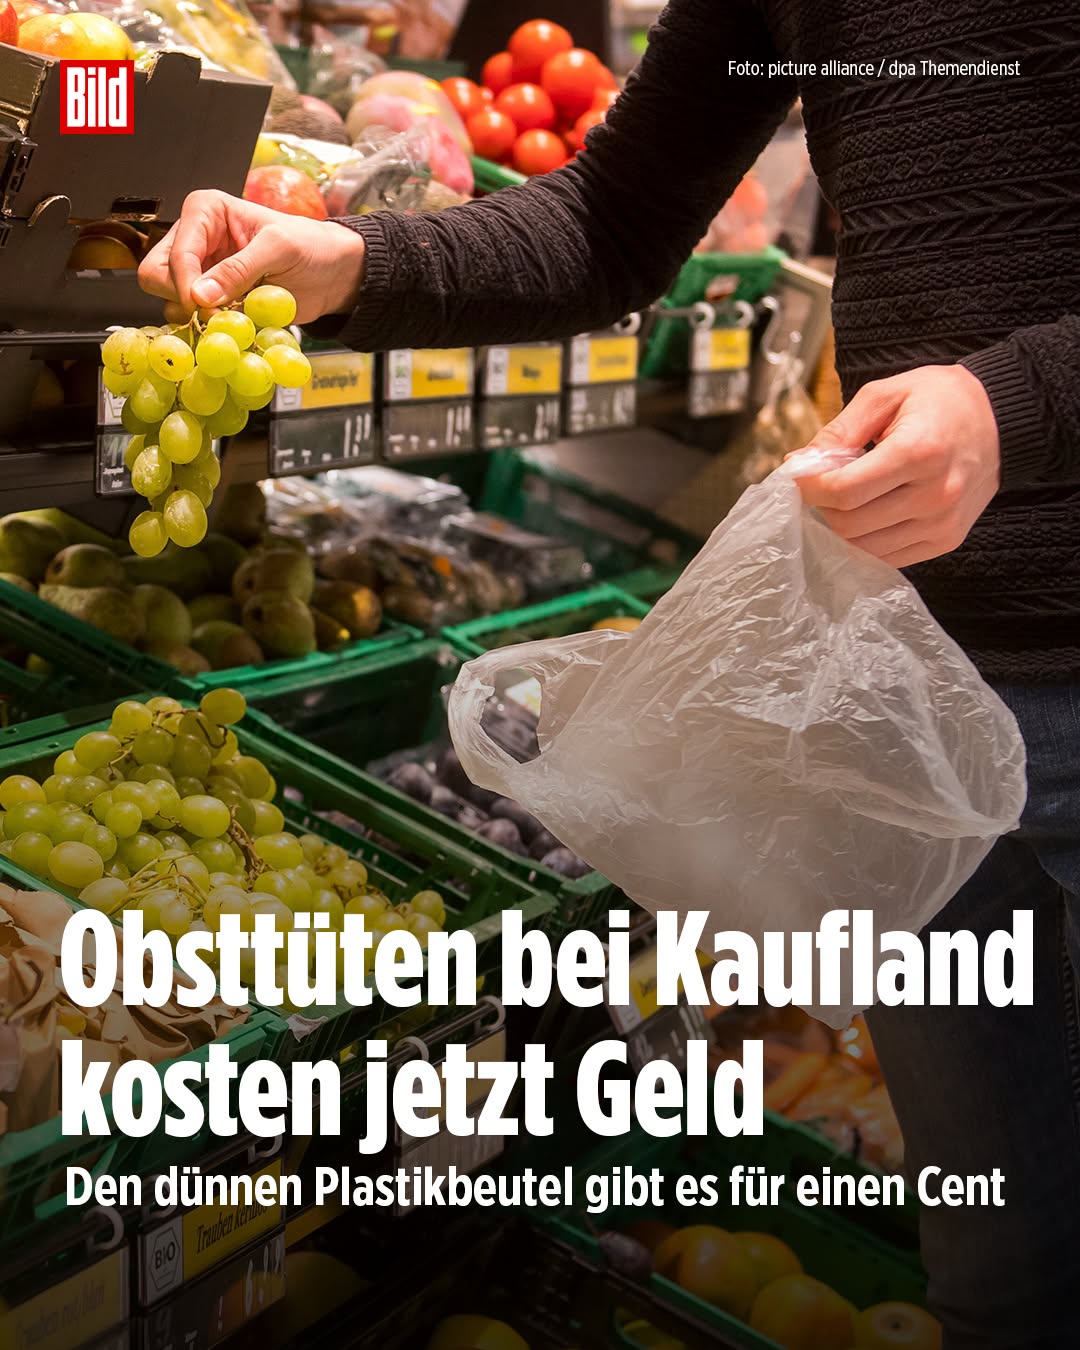 Bild
Foto: picture alliance / dpa Themendienst
Obsttüten bei Kaufland
kosten jetzt Geld
Den dünnen Plastikbeutel gibt es für einen Cent
BIO